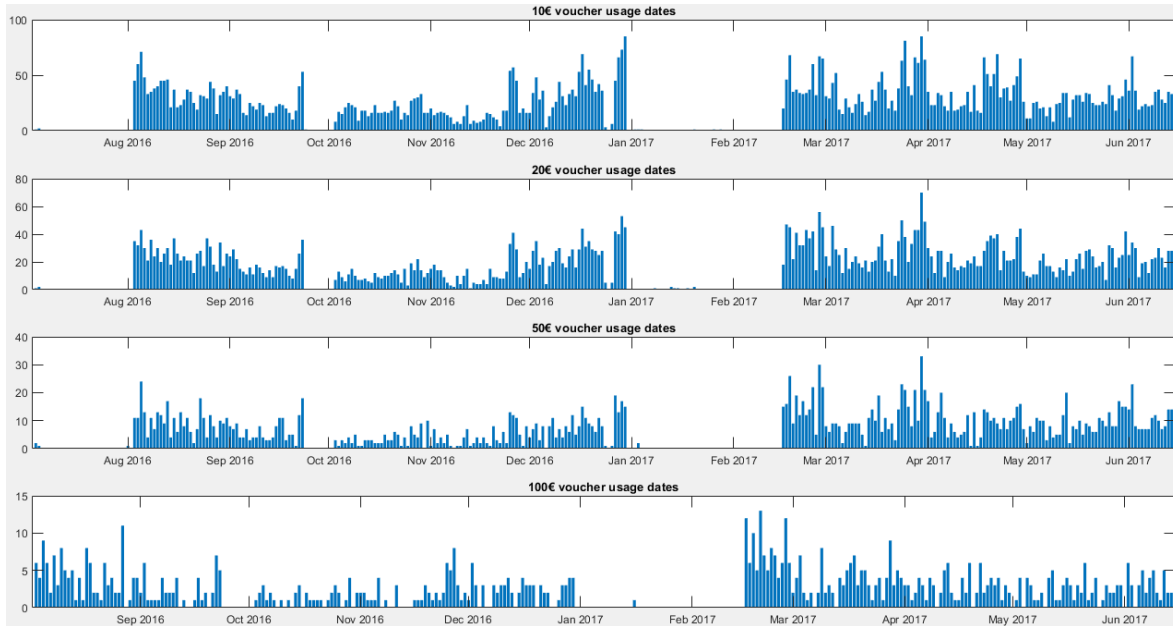 10€ voucher usage dates
100
50
0
Aug 2016 Sep 2016 Oct 2016 Nov 2016 Dec 2016 Jan 2017 Feb 2017 Mar 2017 Apr 2017 May 2017 Jun 2017
20€ voucher usage dates
80
60
40
20
0
Aug 2016 Sep 2016 Oct 2016 Nov 2016 Dec 2016 Jan 2017 Feb 2017 Mar 2017 Apr 2017 May 2017 Jun 2017
50€ voucher usage dates
40
30
20
10
0
Aug 2016 Sep 2016 Oct 2016 Nov 2016 Dec 2016 Jan 2017 Feb 2017 Mar 2017 Apr 2017 May 2017 Jun 2017
100€ voucher usage dates
15
10
5
0
Sep 2016 Oct 2016 Nov 2016 Dec 2016 Jan 2017 Feb 2017 Mar 2017 Apr 2017 May 2017 Jun 2017